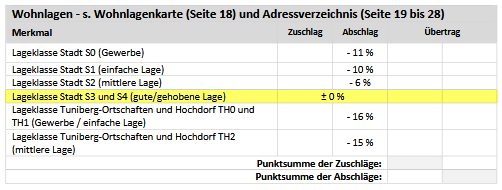 Wohnlagen - s. Wohnlagenkarte (Seite 18) und Adressverzeichnis (Seite 19 bis 28)
Merkmal Zuschlag Abschlag Übertrag
Lageklasse Stadt S0 (Gewerbe) - 11 %
Lageklasse Stadt S1 (einfache Lage) - 10 %
Lageklasse Stadt S2 (mittlere Lage) - 6 %
Lageklasse Stadt S3 und S4 (gute/gehobene Lage) ± 0 %
Lageklasse Tuniberg-Ortschaften und Hochdorf TH0 und
TH1 (Gewerbe / einfache Lage) - 16 %
Lageklasse Tuniberg-Ortschaften und Hochdorf TH2
(mittlere Lage) - 15 %
Punktsumme der Zuschläge:
Punktsumme der Abschläge: